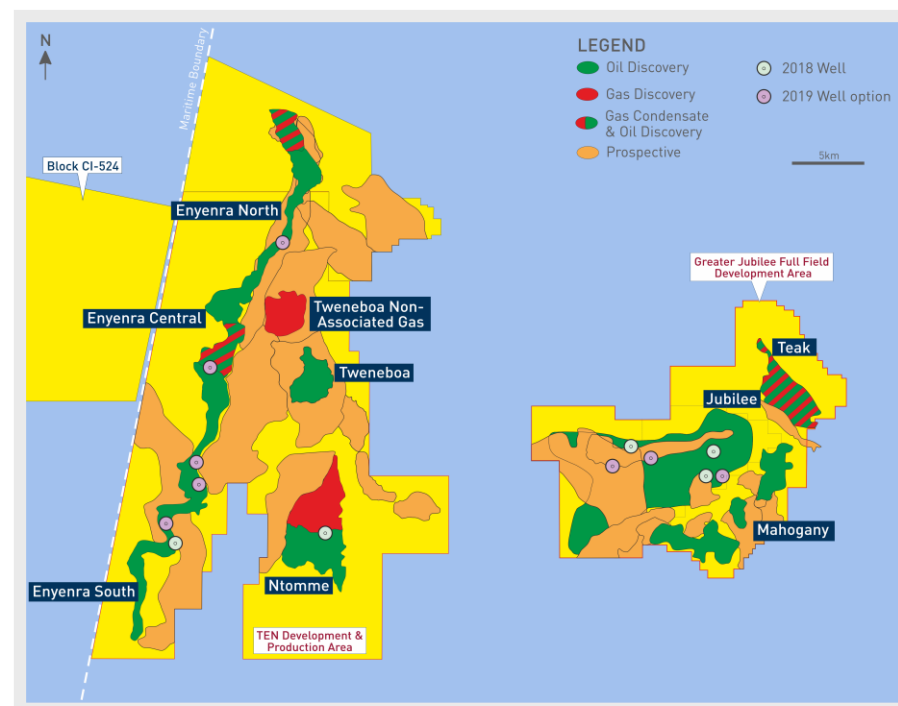 N
Maritime Boundary
LEGEND
Oil Discovery
Gas Discovery
Gas Condensate
& Oil Discovery
Prospective
2018 Well
2019 Well option
5km
Block CI-524
Enyenra North
Enyenra Central
Tweneboa Non-
Associated Gas
Tweneboa
Enyenra South
Ntomme
TEN Development &
Production Area
Greater Jubilee Full Field
Development Area
Teak
Jubilee
Mahogany